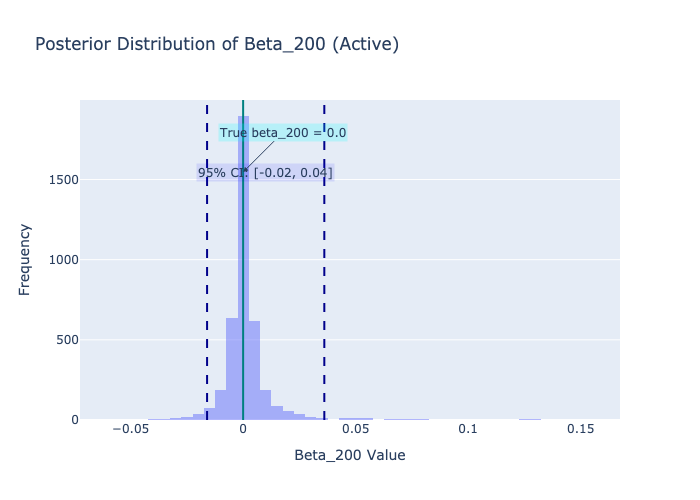 Posterior Distribution of Beta_200 (Active)
True beta_200 = 0.0
95% CI: [-0.02, 0.04]
1500
1000
500
0
Frequency
−0.05
0
0.05
0.1
0.15
Beta_200 Value